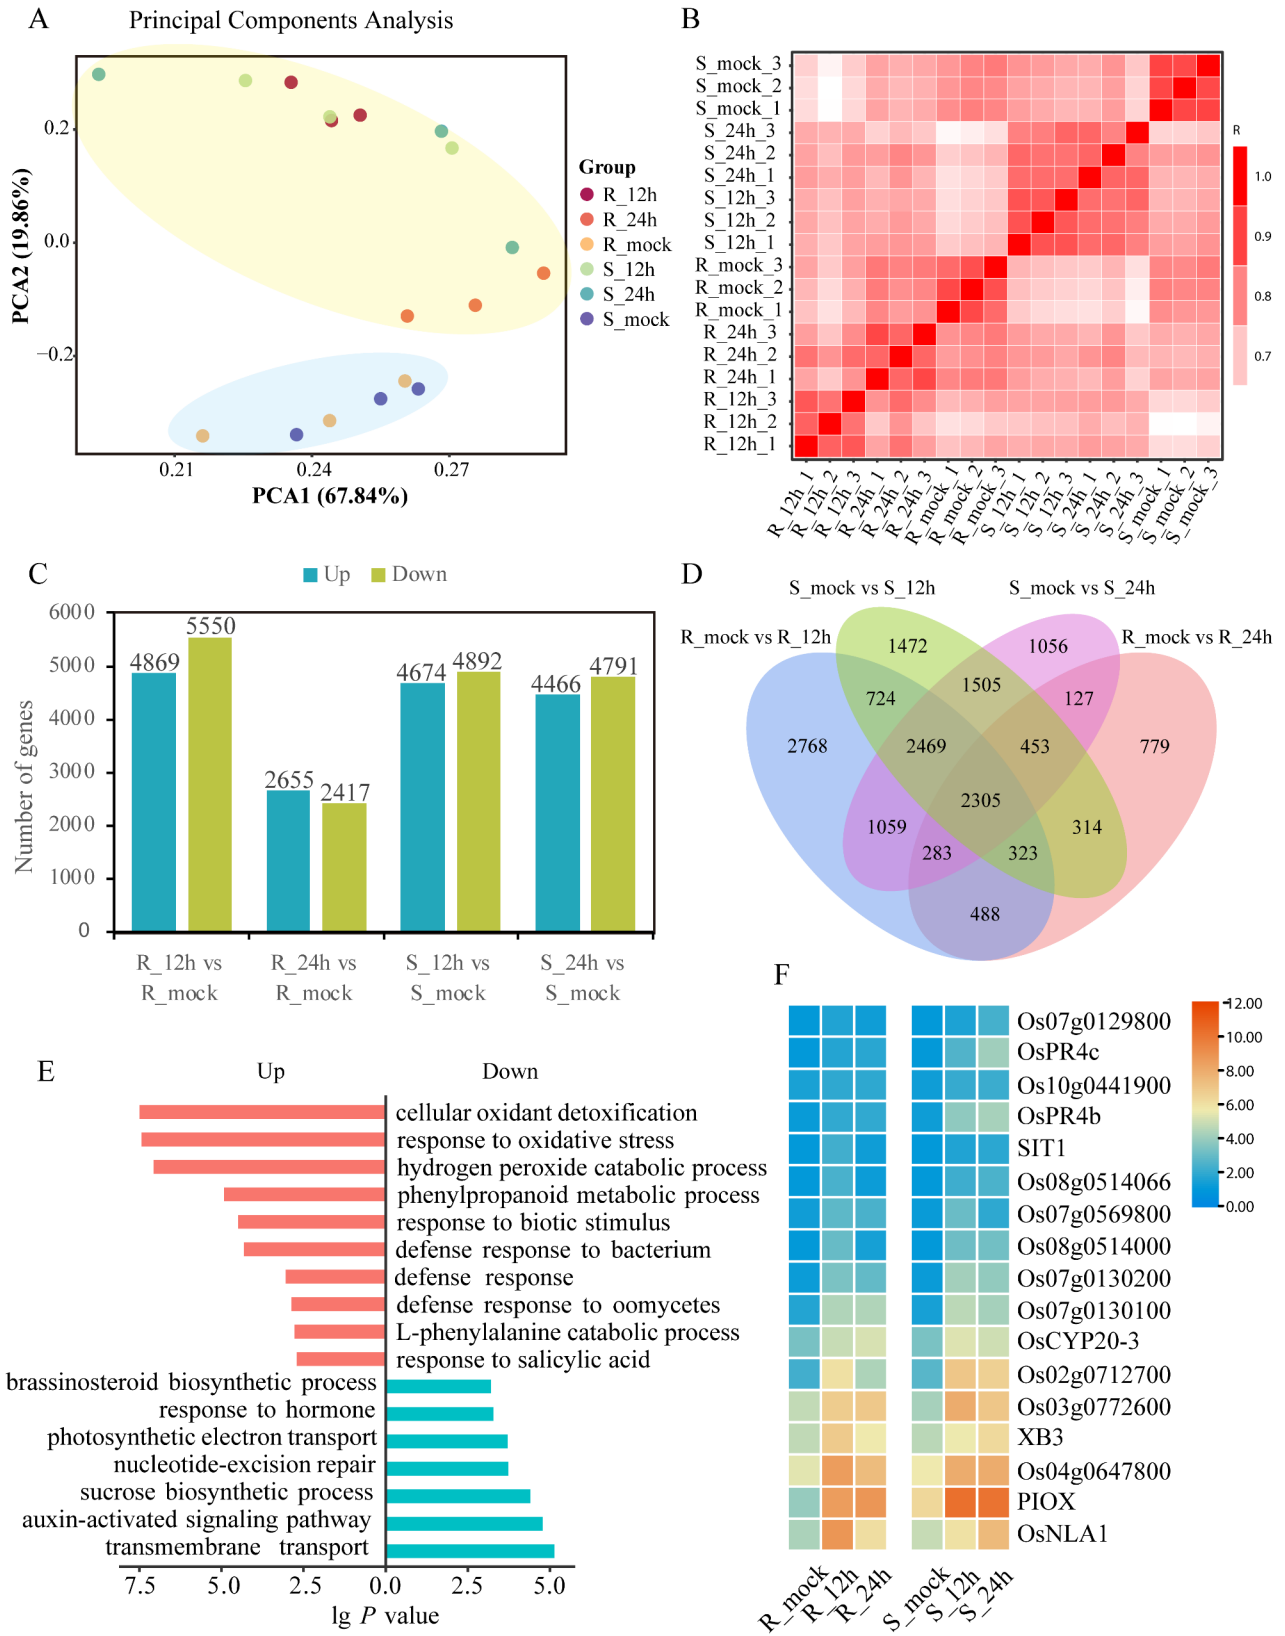 A
Principal Components Analysis
PCA2 (19.86%)
0.2
0.0
−0.2
0.21
0.24
0.27
PCA1 (67.84%)
Group
R_12h
R_24h
R_mock
S_12h
S_24h
S_mock
B
S_mock_3
S_mock_2
S_mock_1
S_24h_3
S_24h_2
S_24h_1
S_12h_3
S_12h_2
S_12h_1
R_mock_3
R_mock_2
R_mock_1
R_24h_3
R_24h_2
R_24h_1
R_12h_3
R_12h_2
R_12h_1
R_12h_1
R_12h_2
R_12h_3
R_24h_1
R_24h_2
R_24h_3
R_mock_1
R_mock_2
R_mock_3
S_12h_1
S_12h_2
S_12h_3
S_24h_1
S_24h_2
S_24h_3
S_mock_1
S_mock_2
S_mock_3
R
1.0
0.9
0.8
0.7
C
Up
Down
Number of genes
6000
5000
4000
3000
2000
1000
0
4869
5550
2655
2417
4674
4892
4466
4791
R_12h vs
R_mock
R_24h vs
R_mock
S_12h vs
S_mock
S_24h vs
S_mock
D
S_mock vs S_12h
S_mock vs S_24h
R_mock vs R_12h
R_mock vs R_24h
1472
1056
724
1505
127
2768
2469
453
779
2305
1059
314
283
323
488
E
Up
Down
cellular oxidant detoxification
response to oxidative stress
hydrogen peroxide catabolic process
phenylpropanoid metabolic process
response to biotic stimulus
defense response to bacterium
defense response
defense response to oomycetes
L-phenylalanine catabolic process
response to salicylic acid
brassinosteroid biosynthetic process
response to hormone
photosynthetic electron transport
nucleotide-excision repair
sucrose biosynthetic process
auxin-activated signaling pathway
transmembrane transport
7.5
5.0
2.5
0.0
2.5
5.0
lg P value
F
Os07g0129800
OsPR4c
Os10g0441900
OsPR4b
SIT1
Os08g0514066
Os07g0569800
Os08g0514000
Os07g0130200
Os07g0130100
OsCYP20-3
Os02g0712700
Os03g0772600
XB3
Os04g0647800
PIOX
OsNLA1
R_mock
R_12h
R_24h
S_mock
S_12h
S_24h
12.00
10.00
8.00
6.00
4.00
2.00
0.00